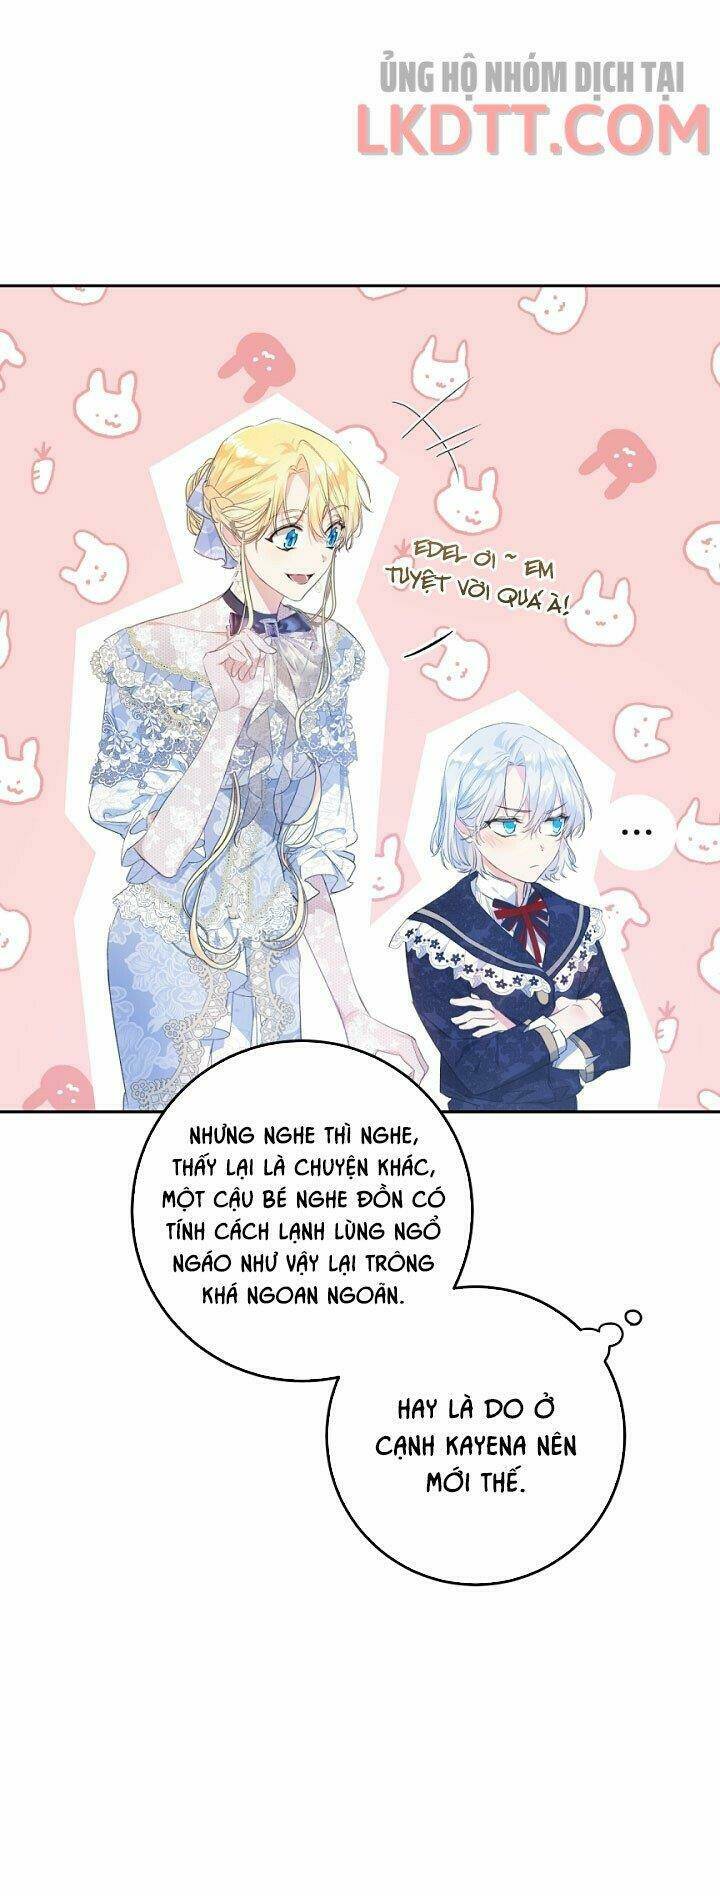 ỦNG HỘ NHÓM DỊCH TẠI
LKDTT.COM
EDEL ƠI ~ EM
TUYỆT VỜI QUÁ À!
...
NHƯNG NGHE THÌ NGHE,
THẤY LẠI LÀ CHUYỆN KHÁC,
MỘT CẬU BÉ NGHE ĐỒN CÓ
TÍNH CÁCH LẠNH LÙNG NGỔ
NGÁO NHƯ VẬY LẠI TRÔNG
KHÁ NGOAN NGOÃN.
HAY LÀ DO Ở
CẠNH KAYENA NÊN
MỚI THẾ.